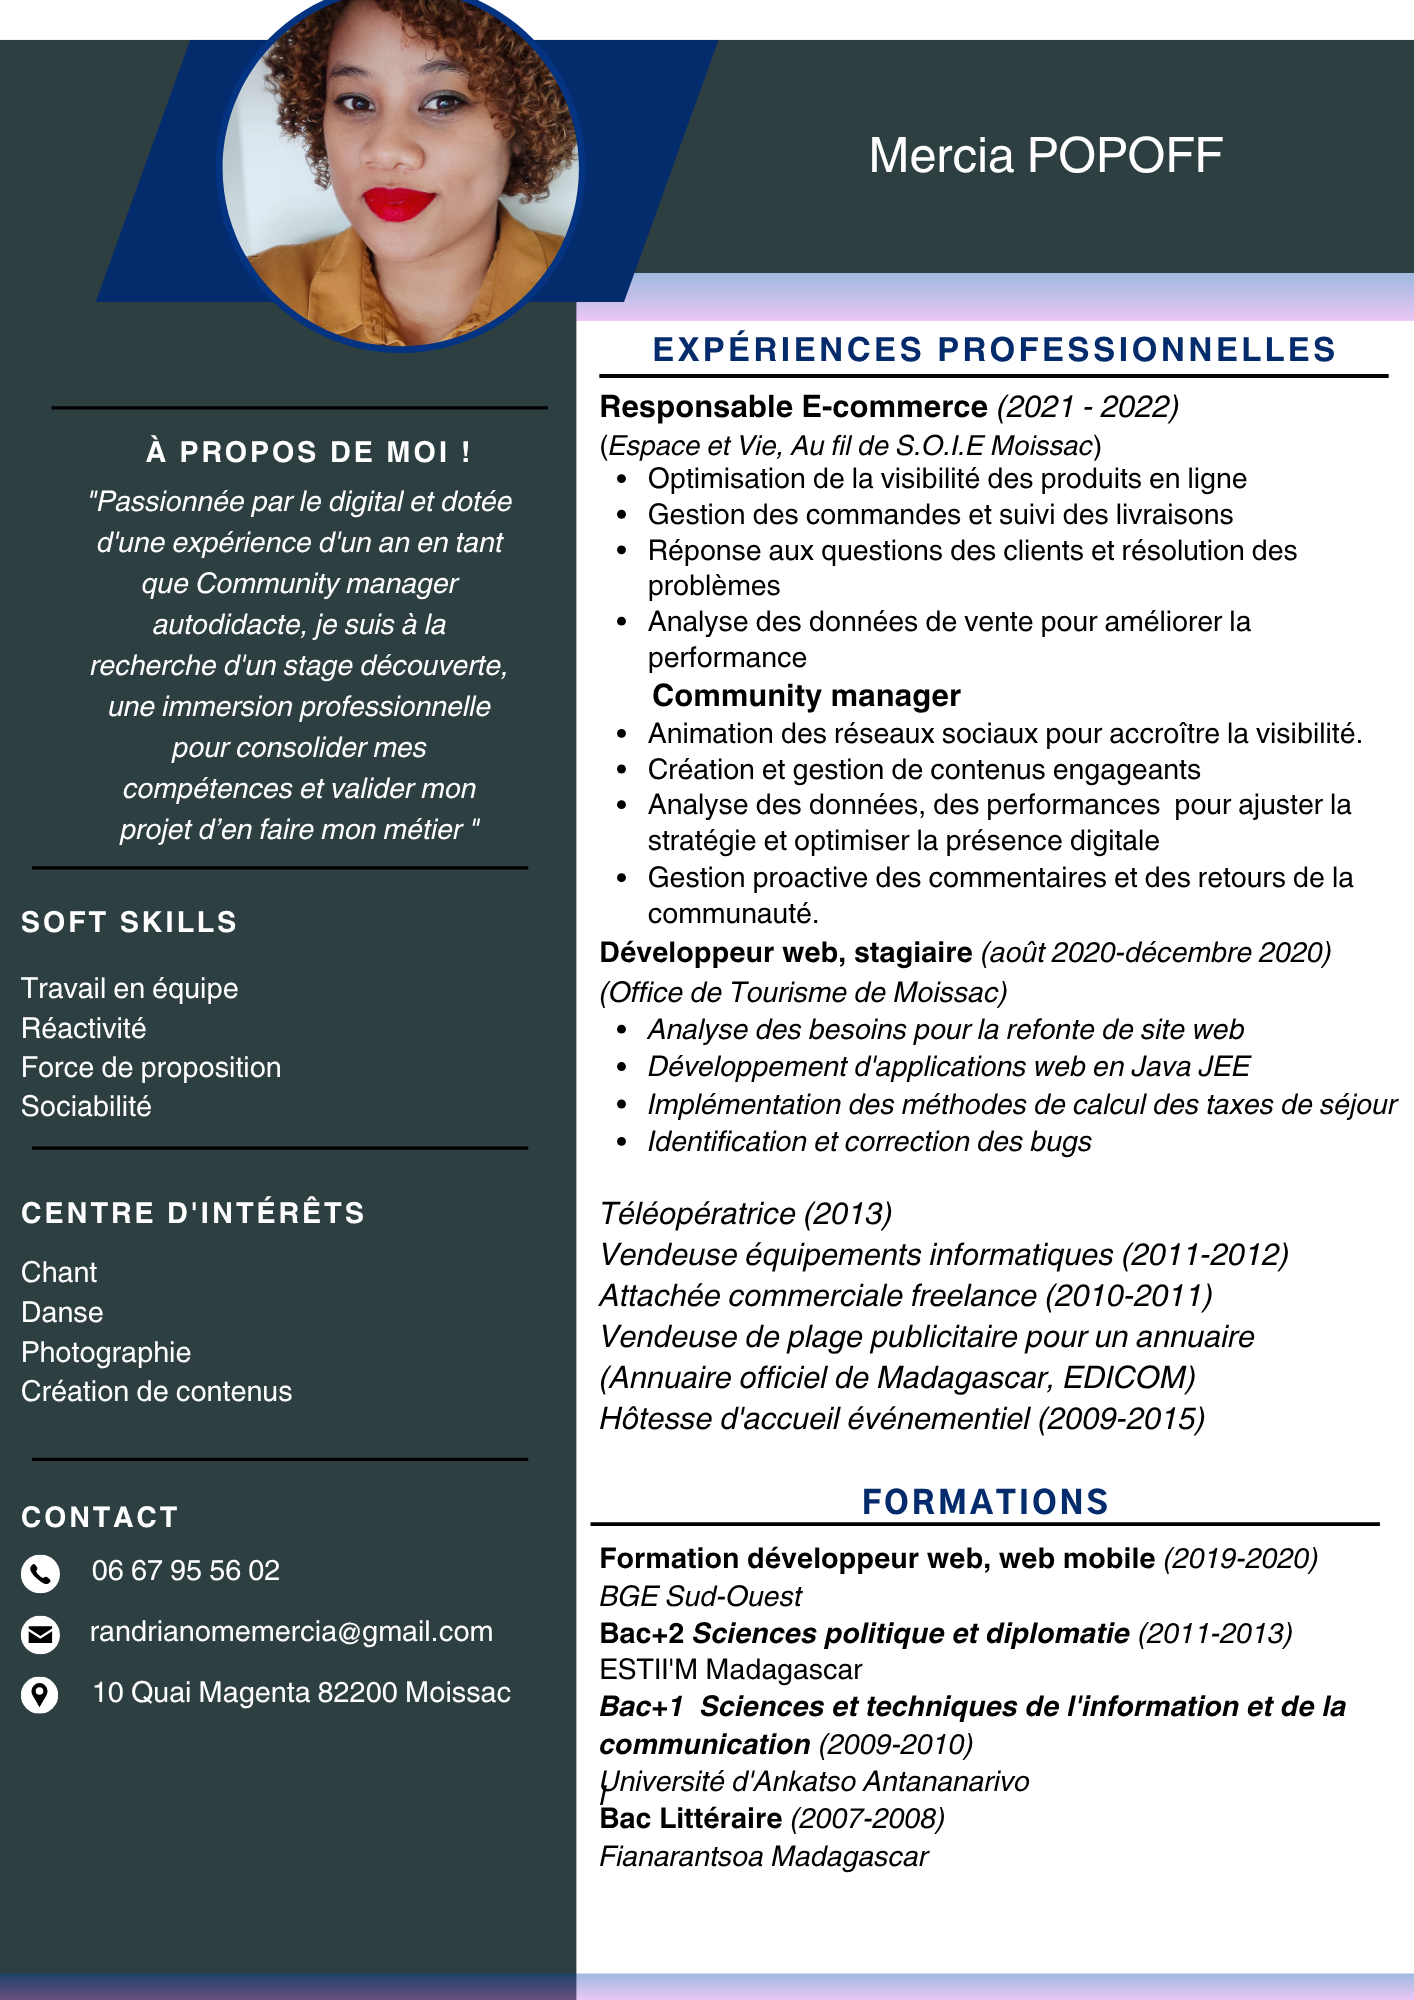 Mercia POPOFF
À PROPOS DE MOI !
"Passionnée par le digital et dotée
d'une expérience d'un an en tant
que Community manager
autodidacte, je suis à la
recherche d'un stage découverte,
une immersion professionnelle
pour consolider mes
compétences et valider mon
projet d’en faire mon métier "
SOFT SKILLS
Travail en équipe
Réactivité
Force de proposition
Sociabilité
CENTRE D'INTÉRÊTS
Chant
Danse
Photographie
Création de contenus
CONTACT
06 67 95 56 02
randrianomemercia@gmail.com
10 Quai Magenta 82200 Moissac
EXPÉRIENCES PROFESSIONNELLES
Responsable E-commerce (2021 - 2022)
(Espace et Vie, Au fil de S.O.I.E Moissac)
• Optimisation de la visibilité des produits en ligne
• Gestion des commandes et suivi des livraisons
• Réponse aux questions des clients et résolution des
problèmes
• Analyse des données de vente pour améliorer la
performance
Community manager
• Animation des réseaux sociaux pour accroître la visibilité.
• Création et gestion de contenus engageants
• Analyse des données, des performances  pour ajuster la
stratégie et optimiser la présence digitale
• Gestion proactive des commentaires et des retours de la
communauté.
Développeur web, stagiaire (août 2020-décembre 2020)
(Office de Tourisme de Moissac)
• Analyse des besoins pour la refonte de site web
• Développement d'applications web en Java JEE
• Implémentation des méthodes de calcul des taxes de séjour
• Identification et correction des bugs
Téléopératrice (2013)
Vendeuse équipements informatiques (2011-2012)
Attachée commerciale freelance (2010-2011)
Vendeuse de plage publicitaire pour un annuaire
(Annuaire officiel de Madagascar, EDICOM)
Hôtesse d'accueil événementiel (2009-2015)
FORMATIONS
Formation développeur web, web mobile (2019-2020)
BGE Sud-Ouest
Bac+2 Sciences politique et diplomatie (2011-2013)
ESTII'M Madagascar
Bac+1  Sciences et techniques de l'information et de la
communication (2009-2010)
Université d'Ankatso Antananarivo
Bac Littéraire (2007-2008)
Fianarantsoa Madagascar